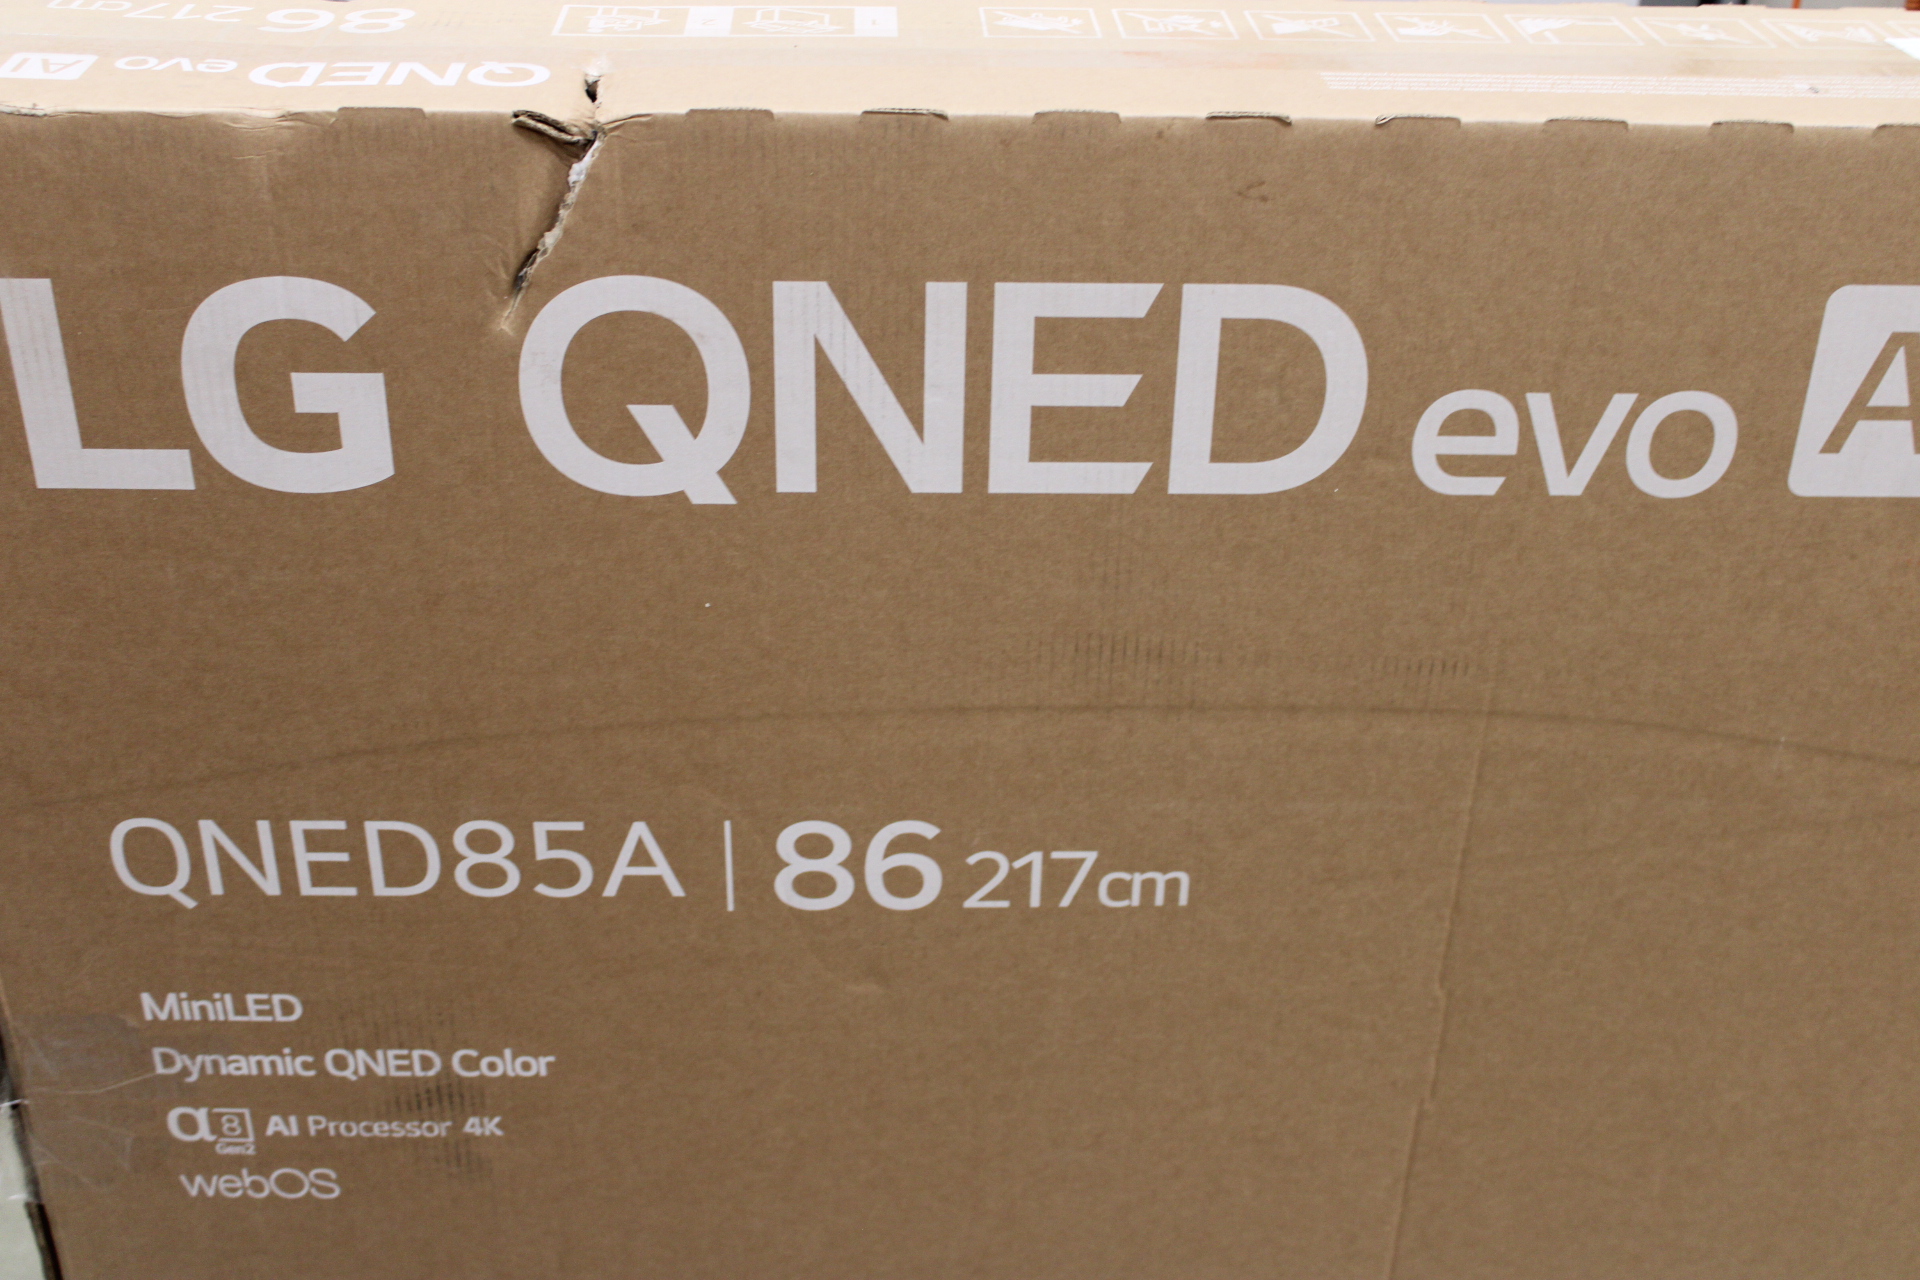 86 217cm
QNED evo AI
LG QNED evo A
QNED85A | 86 217cm
MiniLED
Dynamic QNED Color
α8 AI Processor 4K
Gen2
webOS